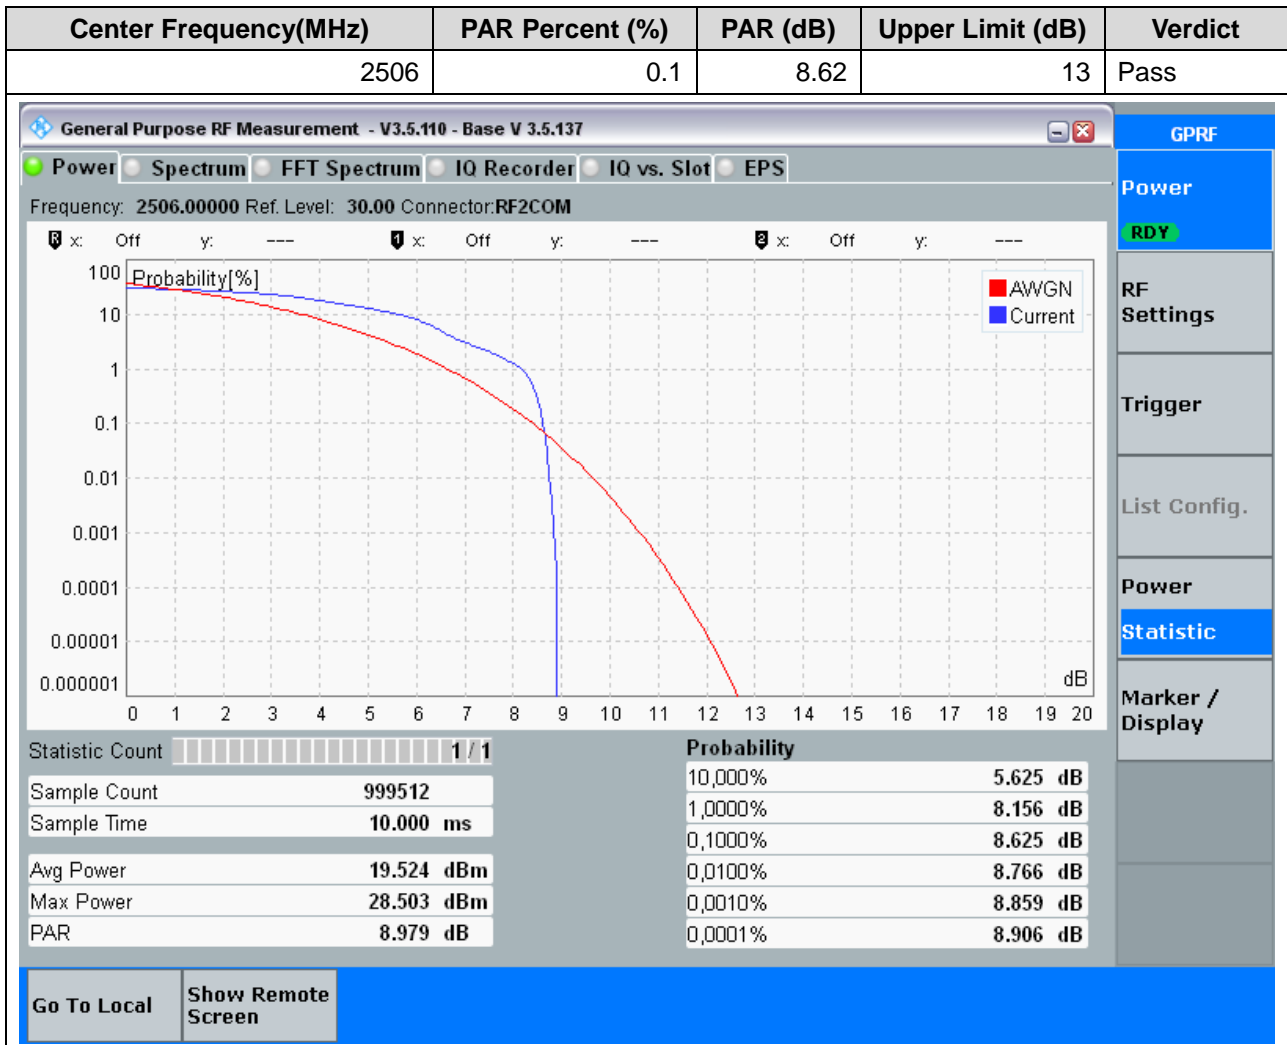 Center Frequency(MHz) PAR Percent (%) PAR (dB) Upper Limit (dB) Verdict
2506 0.1 8.62 13 Pass
General Purpose RF Measurement - V3.5.110 - Base V 3.5.137
GPRF
Power Spectrum FFT Spectrum IQ Recorder IQ vs. Slot EPS
Frequency: 2506.00000 Ref. Level: 30.00 Connector:RF2COM
R x: Off y: --- 1 x: Off y: --- 2 x: Off y: ---
Probability[%]
100
10
1
0.1
0.01
0.001
0.0001
0.00001
0.000001
AWGN
Current
dB
0 1 2 3 4 5 6 7 8 9 10 11 12 13 14 15 16 17 18 19 20
Statistic Count 1 / 1
Sample Count 999512
Sample Time 10.000 ms
Avg Power 19.524 dBm
Max Power 28.503 dBm
PAR 8.979 dB
Probability
10,000% 5.625 dB
1,0000% 8.156 dB
0,1000% 8.625 dB
0,0100% 8.766 dB
0,0010% 8.859 dB
0,0001% 8.906 dB
Power
RDY
RF
Settings
Trigger
List Config.
Power
Statistic
Marker /
Display
Go To Local
Show Remote
Screen